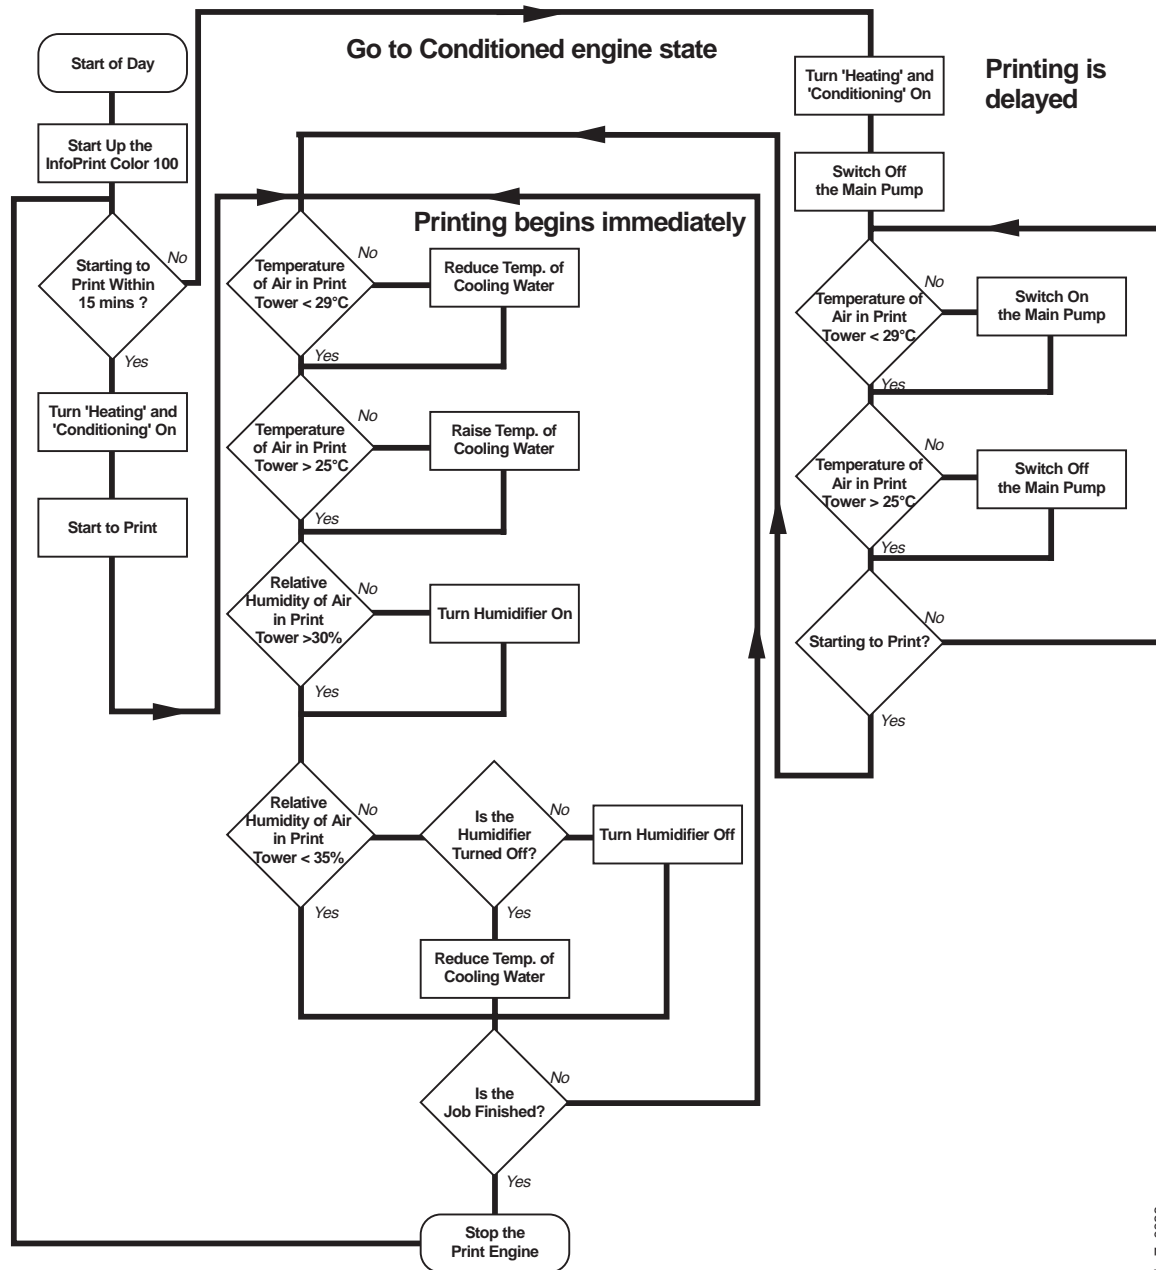 Go to Conditioned engine state
Printing is
delayed
Start of Day
Start Up the
InfoPrint Color 100
Starting to
Print Within
15 mins ?
No
Yes
Turn 'Heating' and
'Conditioning' On
Start to Print
Printing begins immediately
Temperature
of Air in Print
Tower < 29°C
No
Reduce Temp. of
Cooling Water
Yes
Temperature
of Air in Print
Tower > 25°C
No
Raise Temp. of
Cooling Water
Yes
Relative
Humidity of Air
in Print
Tower >30%
No
Turn Humidifier On
Yes
Relative
Humidity of Air
in Print
Tower < 35%
No
Is the
Humidifier
Turned Off?
No
Turn Humidifier Off
Yes
Yes
Reduce Temp. of
Cooling Water
Is the
Job Finished?
No
Yes
Stop the
Print Engine
Turn 'Heating' and
'Conditioning' On
Switch Off
the Main Pump
Temperature of
Air in Print
Tower < 29°C
No
Switch On
the Main Pump
Yes
Temperature of
Air in Print
Tower > 25°C
No
Switch Off
the Main Pump
Yes
Starting to Print?
No
Yes